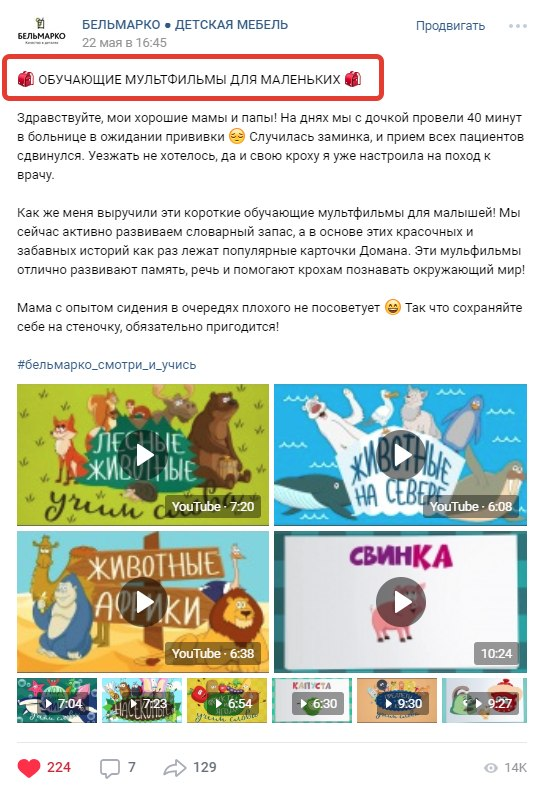 БЕЛЬМАРКО
БЕЛЬМАРКО ● ДЕТСКАЯ МЕБЕЛЬ
22 мая в 16:45
Продвигать
ОБУЧАЮЩИЕ МУЛЬТФИЛЬМЫ ДЛЯ МАЛЕНЬКИХ
Здравствуйте, мои хорошие мамы и папы! На днях мы с дочкой провели 40 минут
в больнице в ожидании прививки 😔 Случилась заминка, и прием всех пациентов
сдвинулся. Уезжать не хотелось, да и свою кроху я уже настроила на поход к
врачу.
Как же меня выручили эти короткие обучающие мультфильмы для малышей! Мы
сейчас активно развиваем словарный запас, а в основе этих красочных и
забавных историй как раз лежат популярные карточки Домана. Эти мульфильмы
отлично развивают память, речь и помогают крохам познавать окружающий мир!
Мама с опытом сидения в очередях плохого не посоветует 😄 Так что сохраняйте
себе на стеночку, обязательно пригодится!
#бельмарко_смотри_и_учись
ЛЕСНЫЕ
ЖИВОТНЫЕ
учим слова
YouTube · 7:20
ЖИВОТНЫЕ
НА СЕВЕРЕ
YouTube · 6:08
ЖИВОТНЫЕ
АФРИКИ
YouTube · 6:38
СВИНКА
10:24
7:04
НАСЕКОМЫЕ
7:23
6:54
учим слова
КАПУСТА
6:30
9:30
9:27
224
7
129
14K